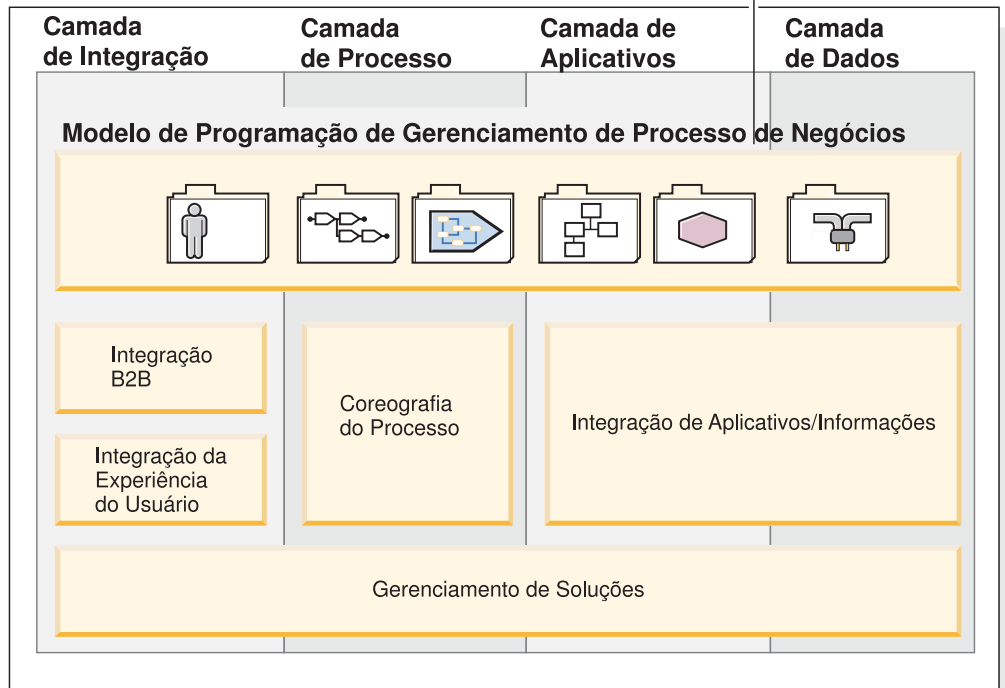 Camada
de Integração
Camada
de Processo
Camada de
Aplicativos
Camada
de Dados
Modelo de Programação de Gerenciamento de Processo de Negócios
Integração
B2B
Integração da
Experiência
do Usuário
Coreografia
do Processo
Integração de Aplicativos/Informações
Gerenciamento de Soluções